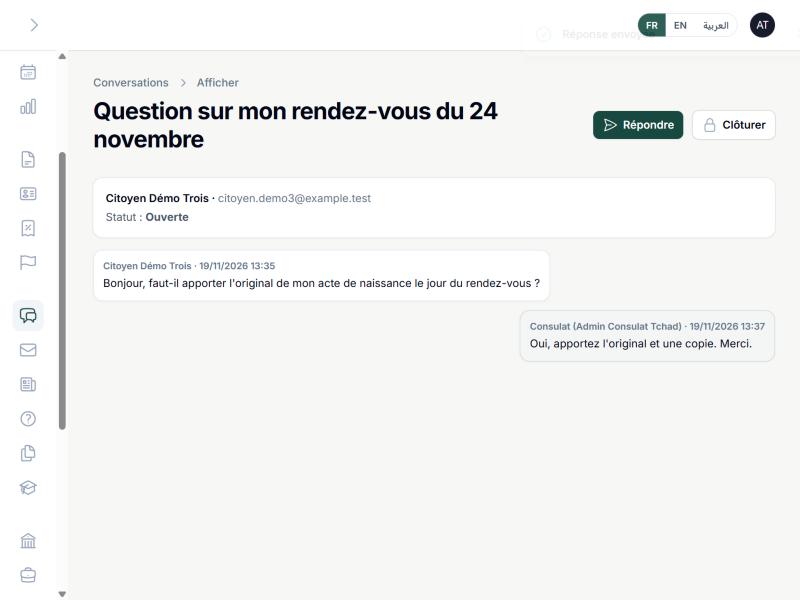 Réponse
FR EN العربية AT
Conversations > Afficher
Question sur mon rendez-vous du 24
novembre
Répondre
Clôturer
Citoyen Démo Trois · citoyen.demo3@example.test
Statut : Ouverte
Citoyen Démo Trois · 19/11/2026 13:35
Bonjour, faut-il apporter l'original de mon acte de naissance le jour du rendez-vous ?
Consulat (Admin Consulat Tchad) · 19/11/2026 13:37
Oui, apportez l'original et une copie. Merci.